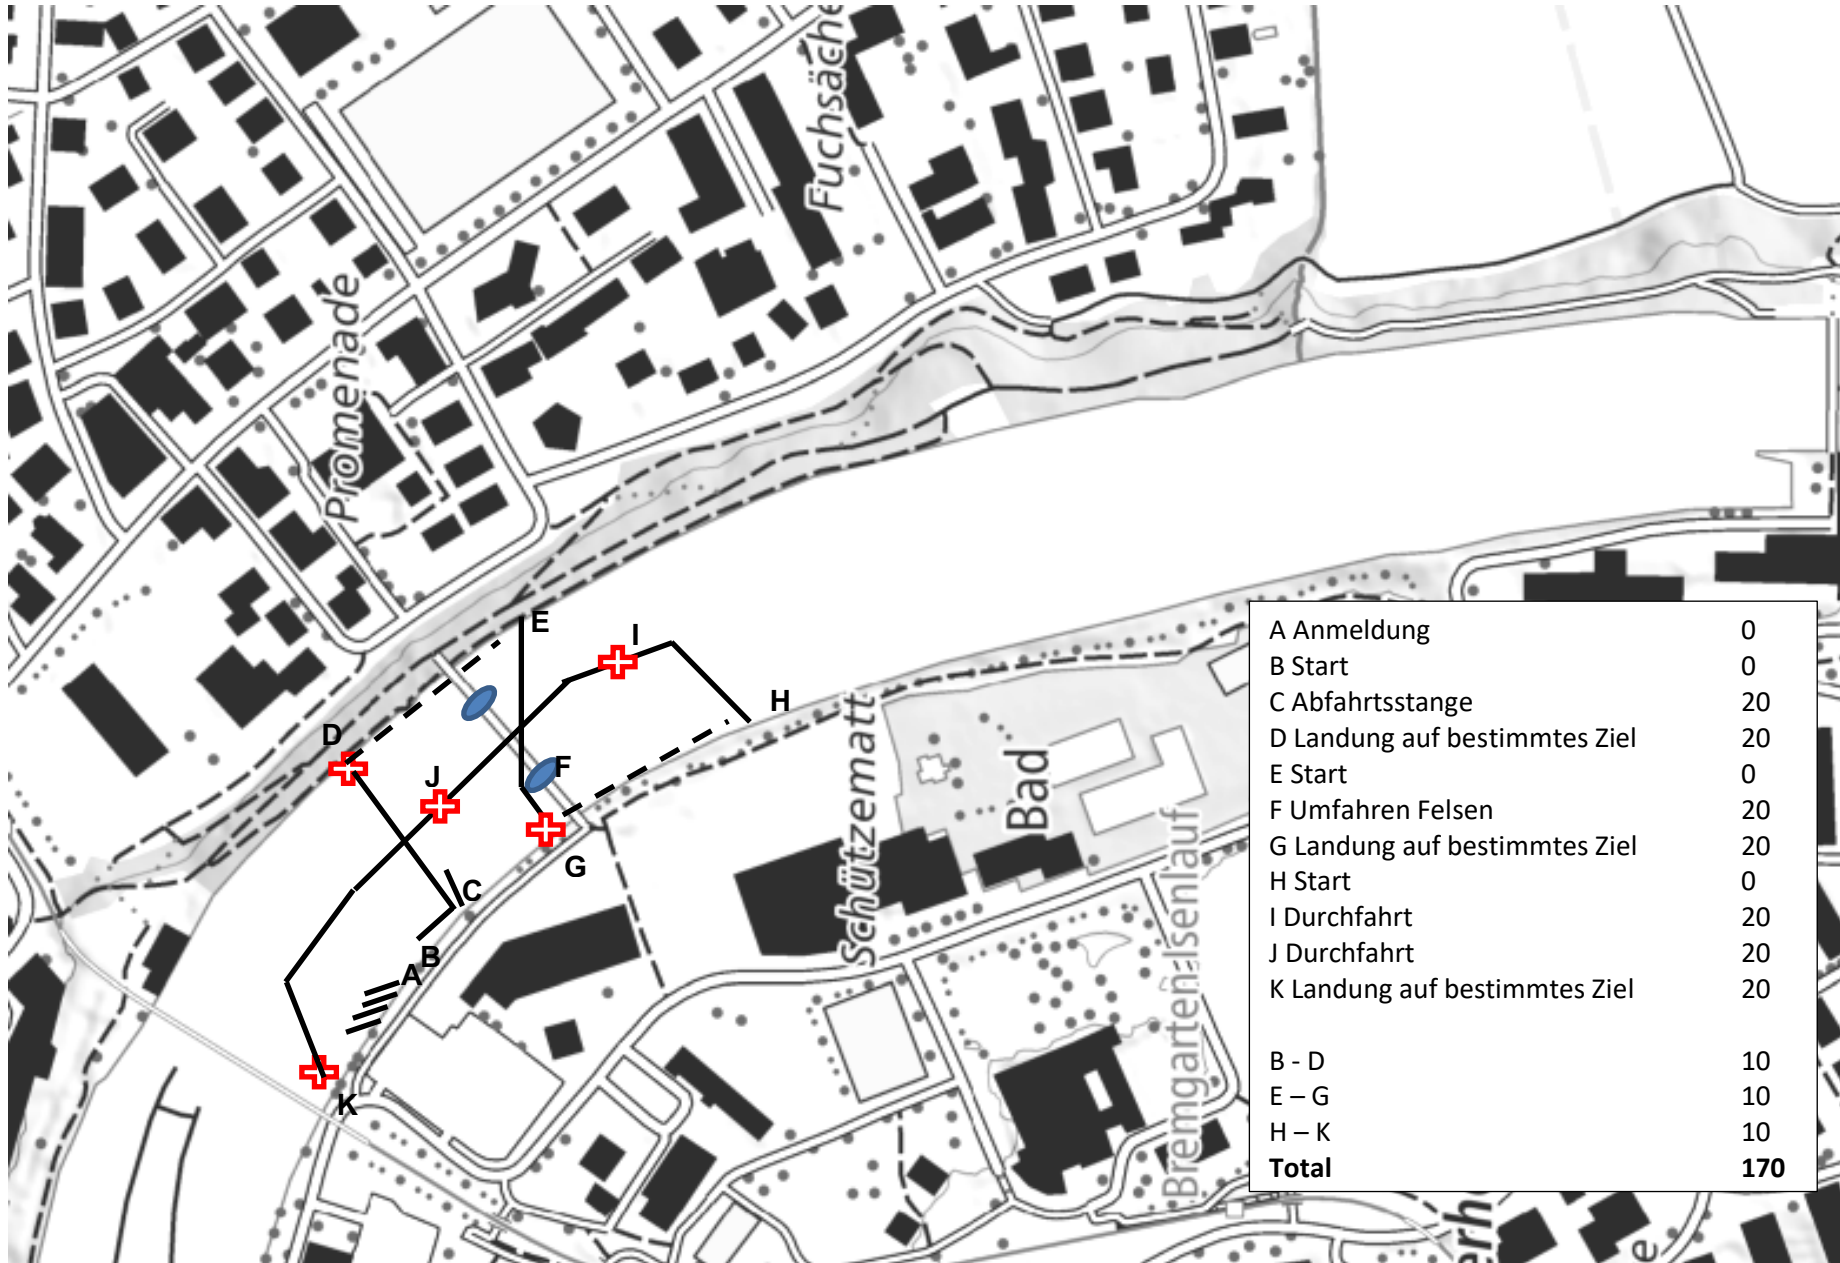 Fuchsäche
Promenade
E
I
H
D
J
F
G
C
B
A
K
Schützematt
Bad
Bremgarten-Isenlauf
A Anmeldung 0
B Start 0
C Abfahrtsstange 20
D Landung auf bestimmtes Ziel 20
E Start 0
F Umfahren Felsen 20
G Landung auf bestimmtes Ziel 20
H Start 0
I Durchfahrt 20
J Durchfahrt 20
K Landung auf bestimmtes Ziel 20
B - D 10
E – G 10
H – K 10
Total 170
erh
e